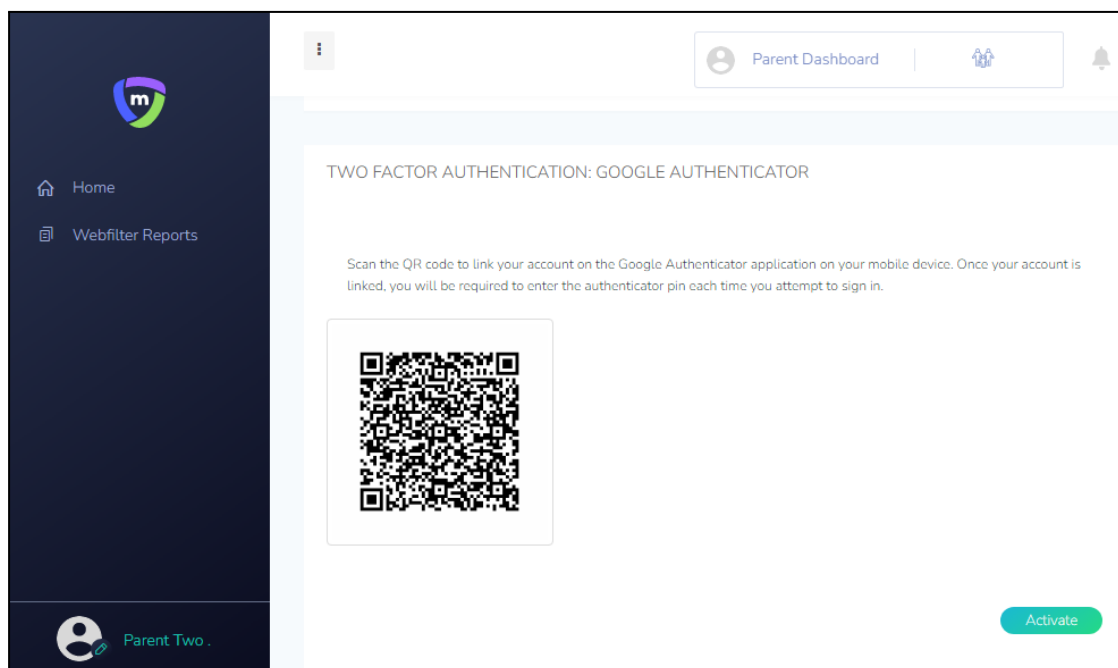 m
Home
Webfilter Reports
Parent Two .
Parent Dashboard
TWO FACTOR AUTHENTICATION: GOOGLE AUTHENTICATOR
Scan the QR code to link your account on the Google Authenticator application on your mobile device. Once your account is
linked, you will be required to enter the authenticator pin each time you attempt to sign in.
Activate